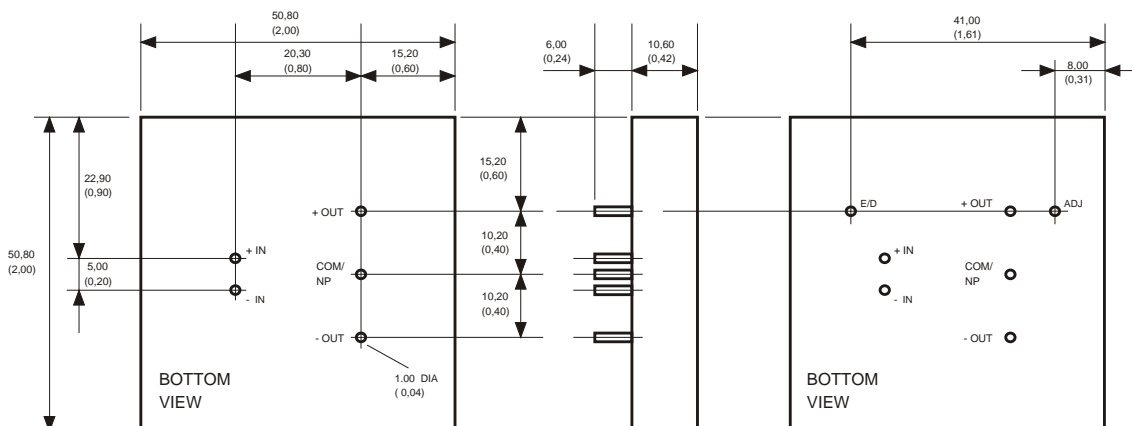 50,80
(2,00)
20,30
(0,80)
15,20
(0,60)
6,00
(0,24)
10,60
(0,42)
41,00
(1,61)
8,00
(0,31)
22,90
(0,90)
15,20
(0,60)
+ OUT
E/D
+ OUT
ADJ
50,80
(2,00)
5,00
(0,20)
+ IN
- IN
COM/
NP
10,20
(0,40)
10,20
(0,40)
+ IN
- IN
COM/
NP
- OUT
- OUT
1.00 DIA
( 0,04)
BOTTOM
VIEW
BOTTOM
VIEW